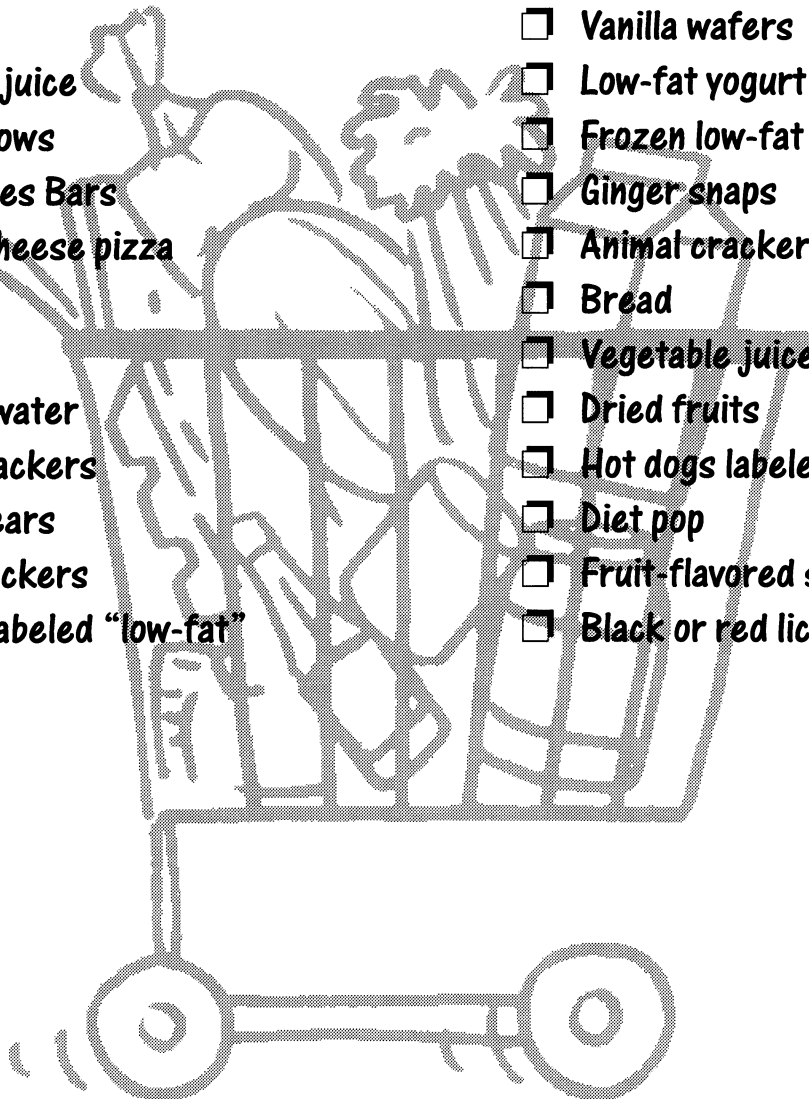 juice
ows
es Bars
heese pizza
water
ackers
ears
ckers
abeled “low-fat”
Vanilla wafers
Low-fat yogurt
Frozen low-fat
Ginger snaps
Animal cracker
Bread
Vegetable juice
Dried fruits
Hot dogs labele
Diet pop
Fruit-flavored s
Black or red lic